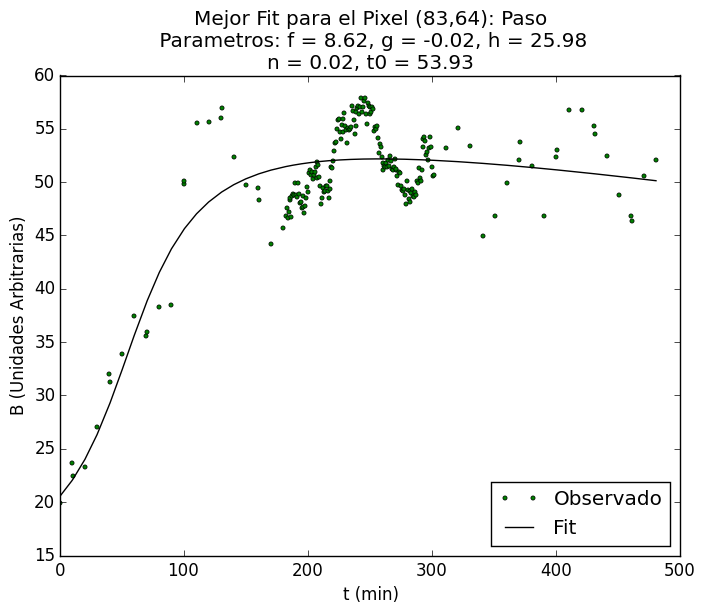 Mejor Fit para el Pixel (83,64): Paso
Parametros: f = 8.62, g = -0.02, h = 25.98
n = 0.02, t0 = 53.93
60
55
50
45
40
35
30
25
20
15
B (Unidades Arbitrarias)
Observado
Fit
0 100 200 300 400 500
t (min)